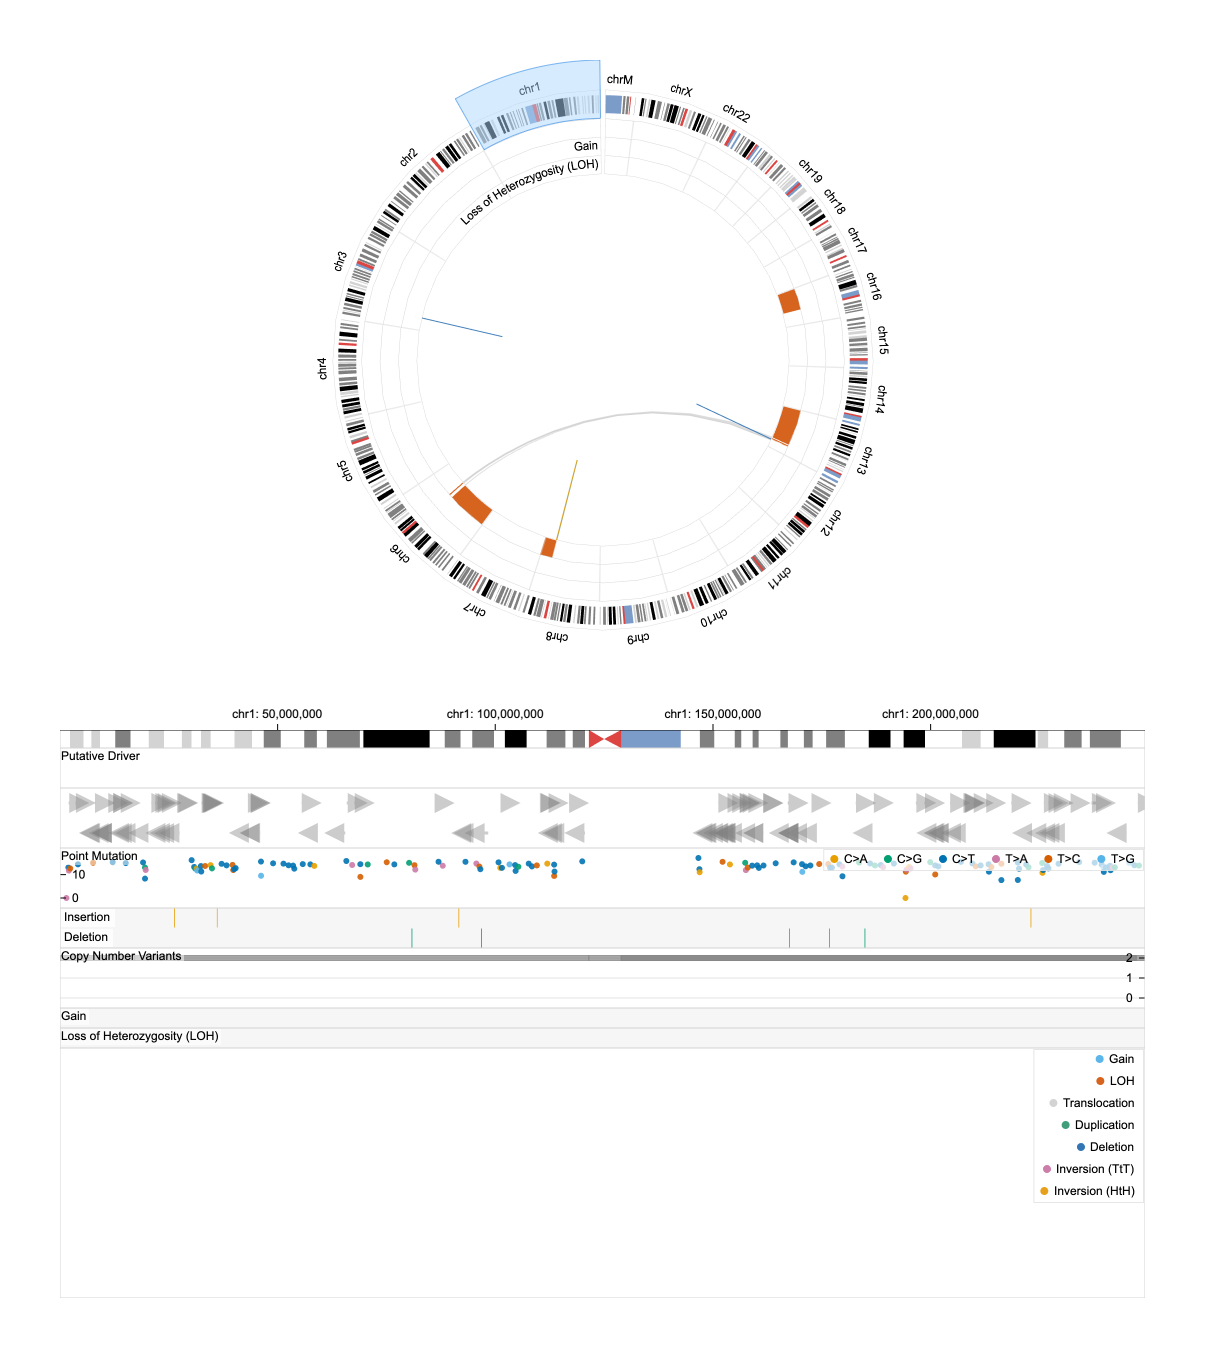 chr1
chrM
chrX
chr22
chr19
chr18
chr17
chr16
chr15
chr14
chr13
chr12
chr11
chr10
chr9
chr8
chr7
chr6
chr5
chr4
chr3
chr2
Gain
Loss of Heterozygosity (LOH)
chr1: 50,000,000 chr1: 100,000,000 chr1: 150,000,000 chr1: 200,000,000
Putative Driver
Point Mutation C>A C>G C>T T>A T>C T>G
10
0
Insertion
Deletion
Copy Number Variants 2
1
0
Gain
Loss of Heterozygosity (LOH)
Gain
LOH
Translocation
Duplication
Deletion
Inversion (TtT)
Inversion (HtH)